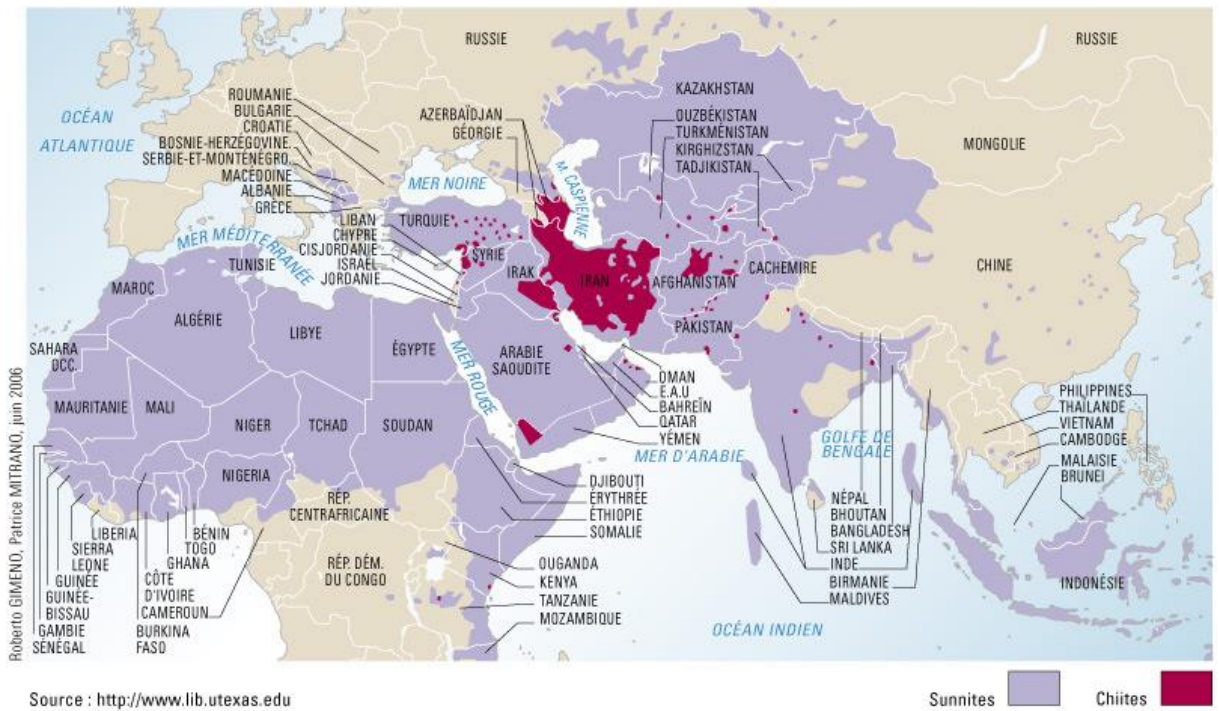 RUSSIE
RUSSIE
OCÉAN
ATLANTIQUE
ROUMANIE
BULGARIE
CROATIE
BOSNIE-HERZÉGOVINE.
SERBIE-ET-MONTÉNÉGRO.
MACÉDOINE
ALBANIE
GRÈCE
AZERBAÏDJAN
GÉORGIE
KAZAKHSTAN
OUZBÉKISTAN
TURKMÉNISTAN
KIRGHIZSTAN
TADJIKISTAN
MONGOLIE
MER NOIRE
M. CASPIENNE
MER MÉDITERRANÉE
LIBAN
CHYPRE
CISJORDANIE
ISRAËL
JORDANIE
TURQUIE
SYRIE
IRAK
IRAN
AFGHANISTAN
CACHEMIRE
CHINE
TUNISIE
MAROC
ALGÉRIE
LIBYE
ÉGYPTE
MER ROUGE
ARABIE
SAOUDITE
PAKISTAN
SAHARA
OCC.
MAURITANIE
MALI
NIGER
TCHAD
SOUDAN
NIGERIA
RÉP.
CENTRAFRICAINE
RÉP. DÉM.
DU CONGO
OMAN
E.A.U
BAHREÏN
QATAR
YÉMEN
MER D'ARABIE
GOLFE DE
BENGALE
PHILIPPINES
THAÏLANDE
VIETNAM
CAMBODGE
MALAISIE
BRUNEI
DJIBOUTI
ÉRYTHRÉE
ÉTHIOPIE
SOMALIE
NÉPAL
BHOUTAN
BANGLADESH
SRI LANKA
INDE
BIRMANIE
MALDIVES
INDONÉSIE
OUGANDA
KENYA
TANZANIE
MOZAMBIQUE
OCÉAN INDIEN
LIBERIA
SIERRA
LEONE
GUINÉE
GUINÉE-
BISSAU
GAMBIE
SÉNÉGAL
BÉNIN
TOGO
GHANA
CÔTE
D'IVOIRE
CAMEROUN
BURKINA
FASO
Roberto GIMENO, Patrice MITRANO, juin 2006
Source : http://www.lib.utexas.edu
Sunnites
Chiites